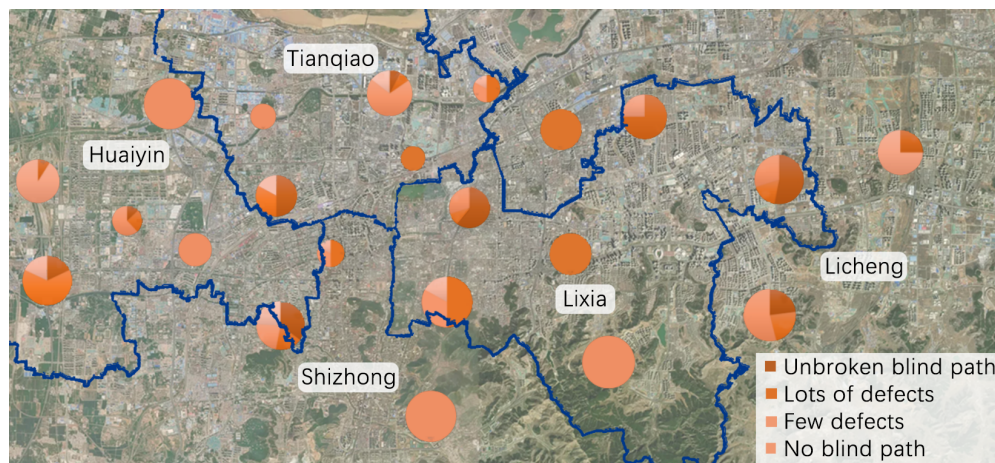 Tianqiao
Huaiyin
Licheng
Lixia
Shizhong
Unbroken blind path
Lots of defects
Few defects
No blind path